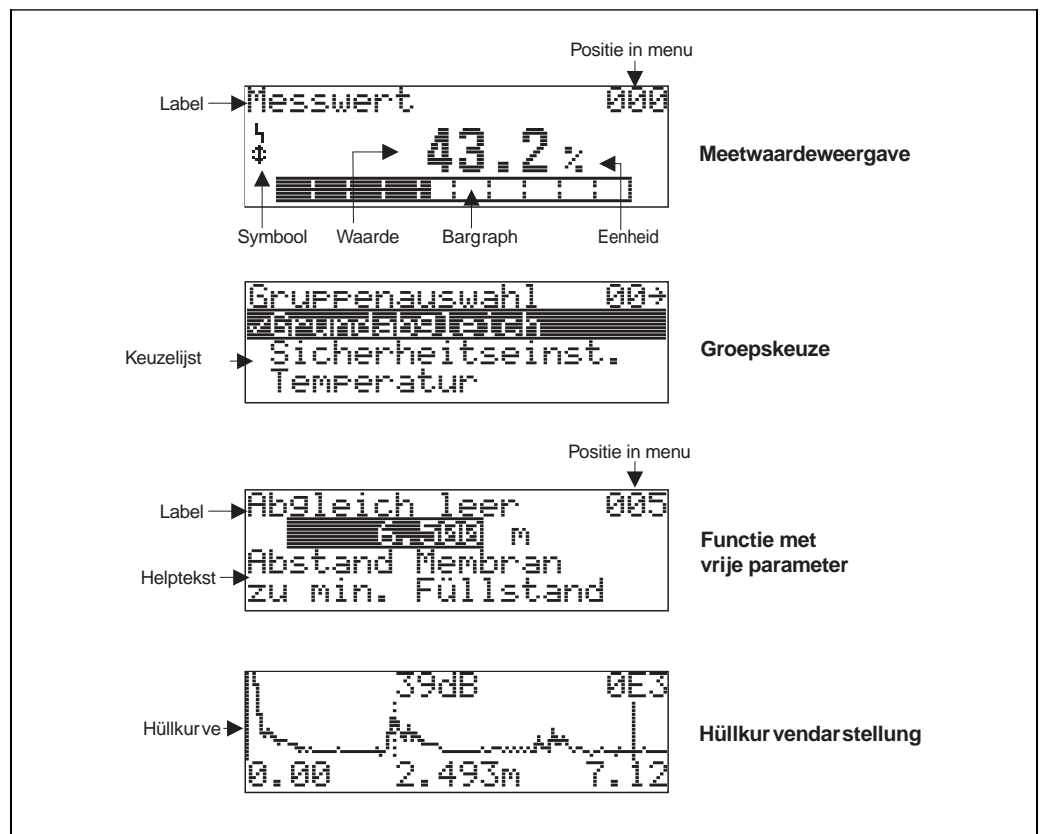 Positie in menu
Label
Messwert 000
43.2 %
Meetwaardeweergave
Symbool Waarde Bargraph Eenheid
Gruppenauswahl 00→
✓Grundabgleich
Keuzelijst
Sicherheitseinst.
Temperatur
Groepskeuze
Positie in menu
Label
Abgleich leer 005
6.500 m
Helptekst
Abstand Membran
zu min. Füllstand
Functie met
vrije parameter
39dB 0E3
Hüllkurve
0.00 2.493m 7.12
Hüllkurvendarstellung